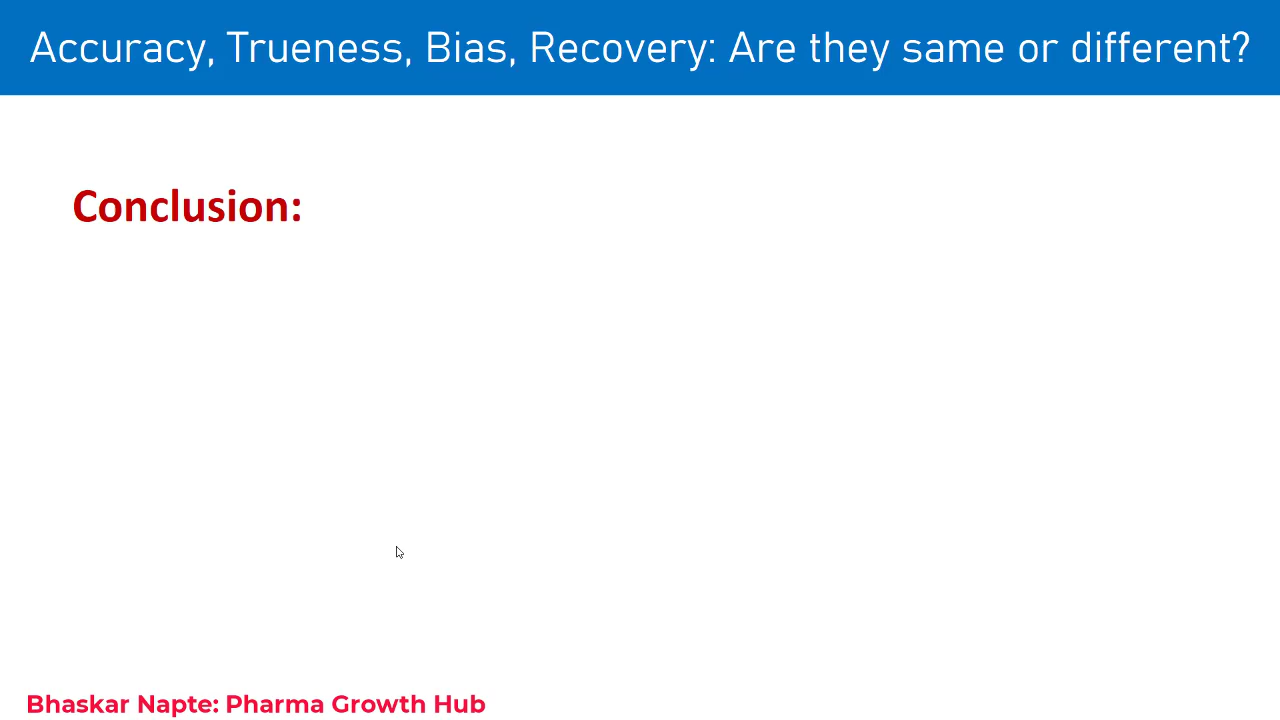 Accuracy, Trueness, Bias, Recovery: Are they same or different?
Conclusion:
Bhaskar Napte: Pharma Growth Hub